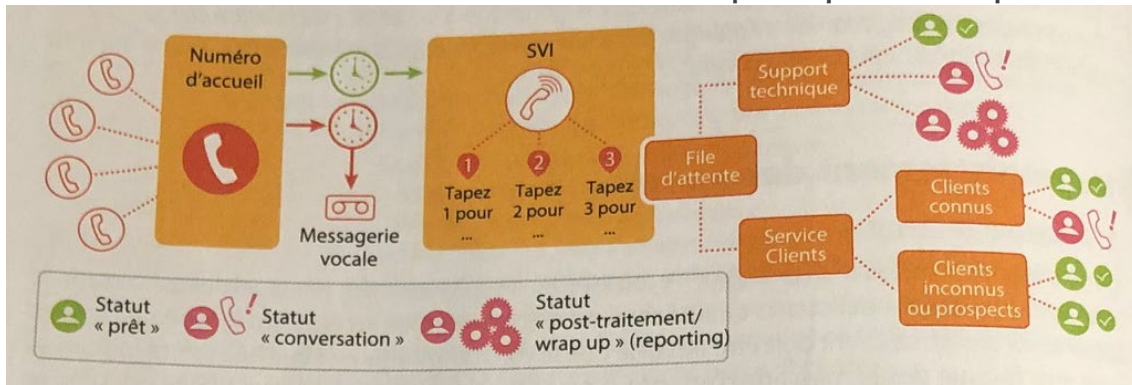 Numéro
d'accueil
SVI
1
2
3
Tapez
1 pour
...
Tapez
2 pour
...
Tapez
3 pour
...
Messagerie
vocale
File
d'attente
Support
technique
Service
Clients
Clients
connus
Clients
inconnus
ou prospects
Statut
« prêt »
Statut
« conversation »
Statut
« post-traitement/
wrap up » (reporting)